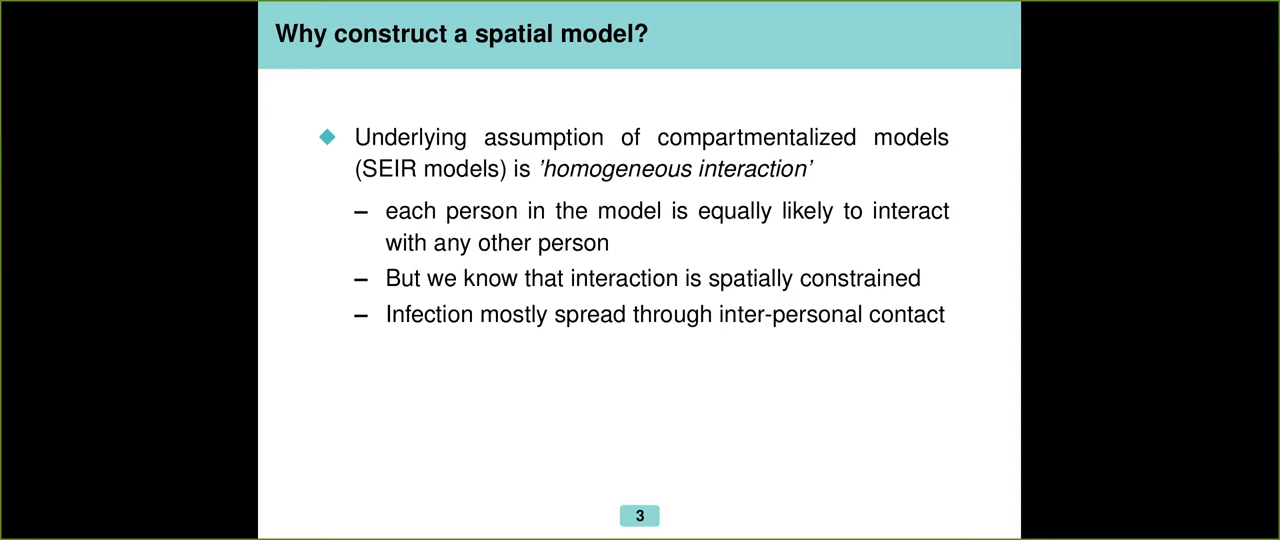 Why construct a spatial model?
Underlying assumption of compartmentalized models
(SEIR models) is ’homogeneous interaction’
– each person in the model is equally likely to interact
with any other person
– But we know that interaction is spatially constrained
– Infection mostly spread through inter-personal contact
3